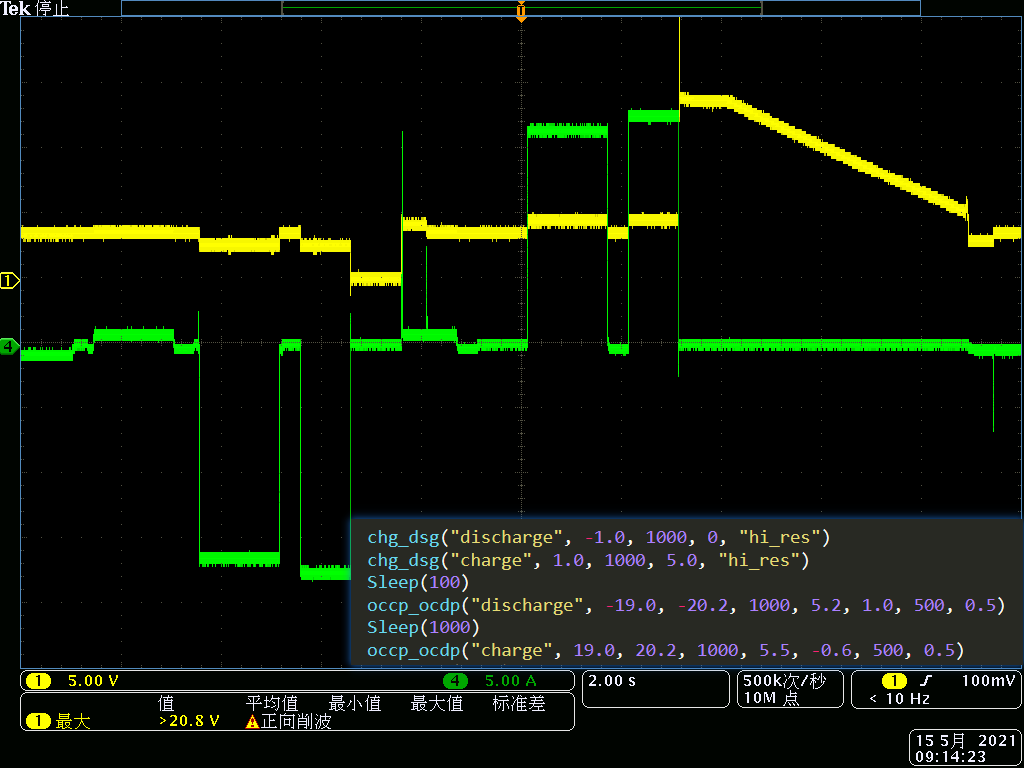 Tek 停止
T
1
4
chg_dsg("discharge", -1.0, 1000, 0, "hi_res")
chg_dsg("charge", 1.0, 1000, 5.0, "hi_res")
Sleep(100)
occp_ocdp("discharge", -19.0, -20.2, 1000, 5.2, 1.0, 500, 0.5)
Sleep(1000)
occp_ocdp("charge", 19.0, 20.2, 1000, 5.5, -0.6, 500, 0.5)
1 5.00 V 4 5.00 A 2.00 s 500k次/秒 1 100mV
10M 点 < 10 Hz
值 平均值 最小值 最大值 标准差
1 最大 >20.8 V 正向削波
15 5月 2021
09:14:23